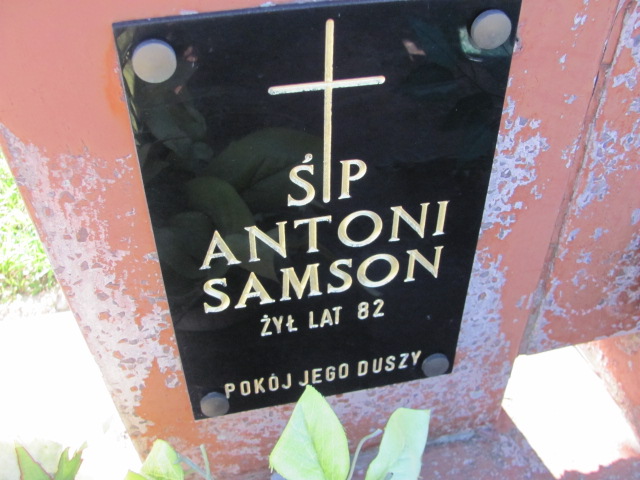 ŚP
ANTONI
SAMSON
ŻYŁ LAT 82
POKÓJ JEGO DUSZY